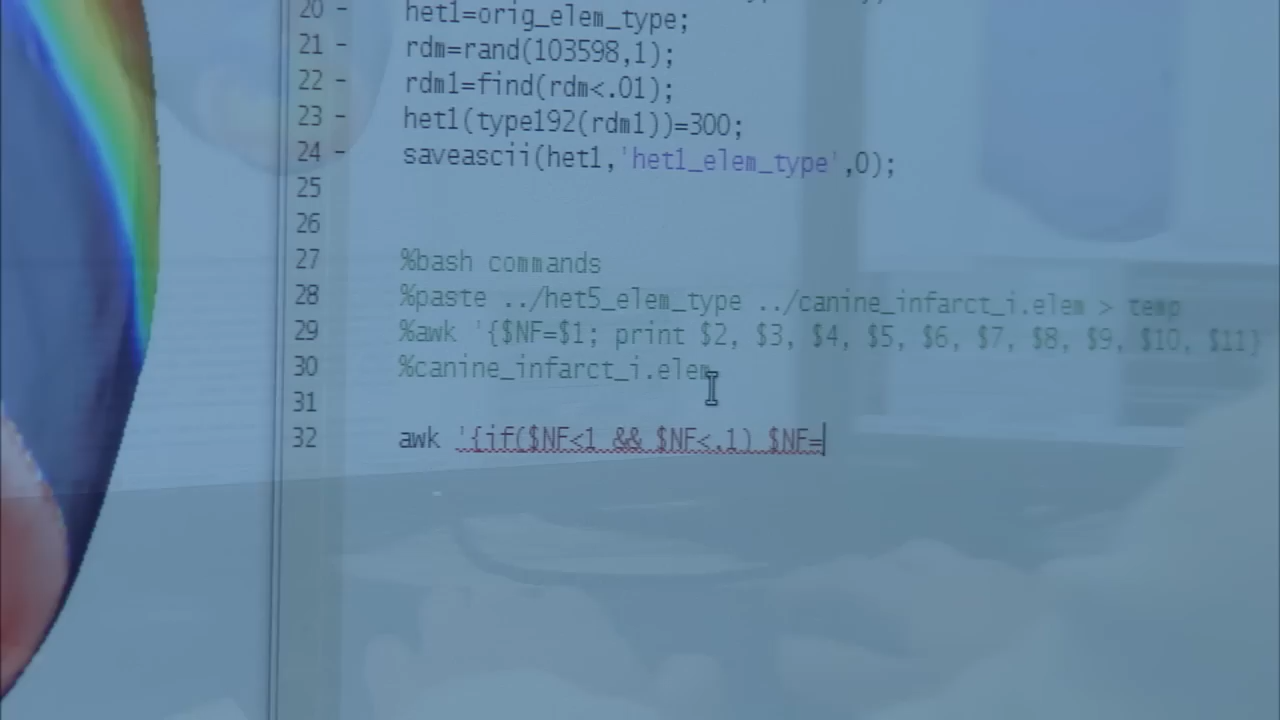 20 - het1=orig_elem_type;
21 - rdm=rand(103598,1);
22 - rdm1=find(rdm<.01);
23 - het1(type192(rdm1))=300;
24 - saveascii(het1,'het1_elem_type',0);
25
26
27 %bash commands
28 %paste ../het5_elem_type ../canine_infarct_i.elem > temp
29 %awk '{$NF=$1; print $2, $3, $4, $5, $6, $7, $8, $9, $10, $11}
30 %canine_infarct_i.elem
31
32 awk '{if($NF<1 && $NF<.1) $NF=